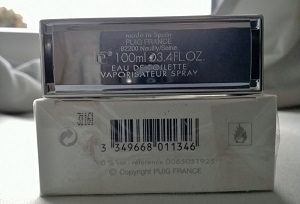 made in Spain
PUIG FRANCE
92200 Neuilly/Seine
100ml 3.4FL.OZ.
EAU DE TOILETTE
VAPORISATEUR SPRAY
3 349668 011346
référence
© Copyright PUIG FRANCE